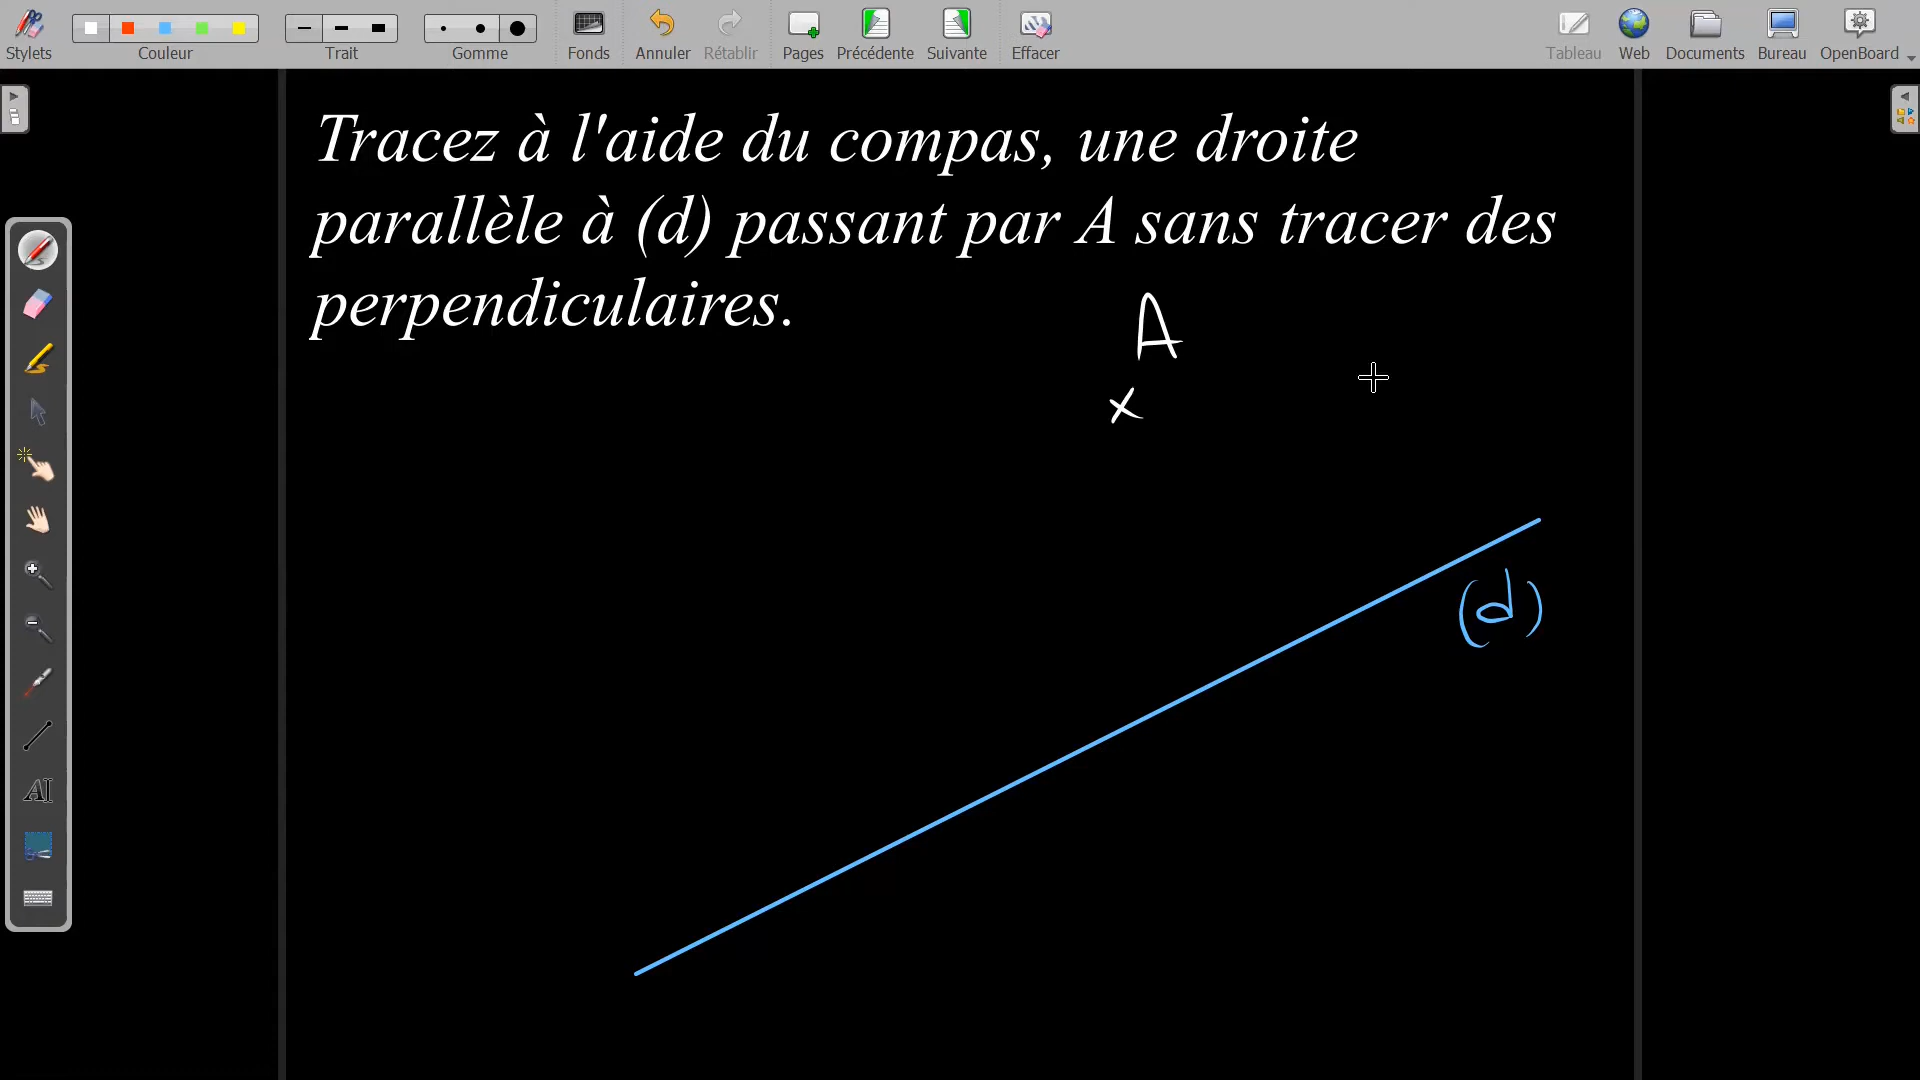 Stylets Couleur Trait Gomme Fonds Annuler Rétablir Pages Précédente Suivante Effacer Tableau Web Documents Bureau OpenBoard
Tracez à l'aide du compas, une droite
parallèle à (d) passant par A sans tracer des
perpendiculaires.
A
(d)